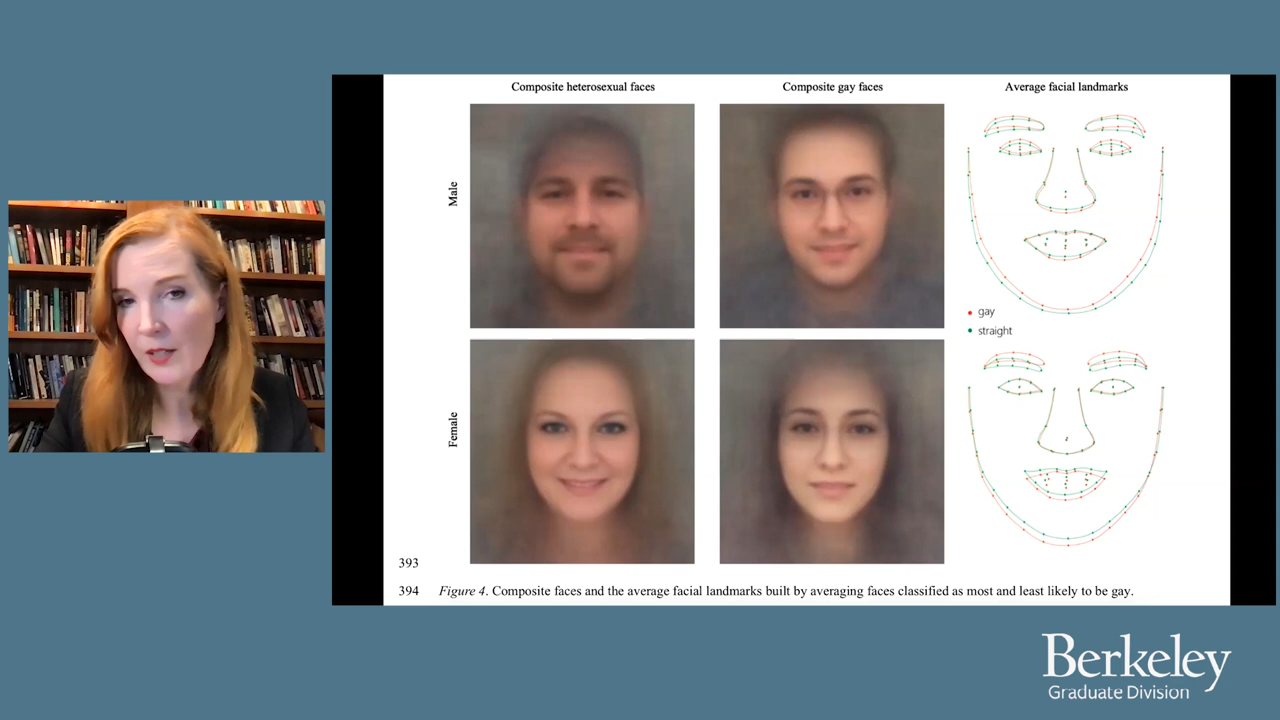 Composite heterosexual faces
Composite gay faces
Average facial landmarks
Male
gay
straight
Female
393
394 Figure 4. Composite faces and the average facial landmarks built by averaging faces classified as most and least likely to be gay.
Berkeley
Graduate Division